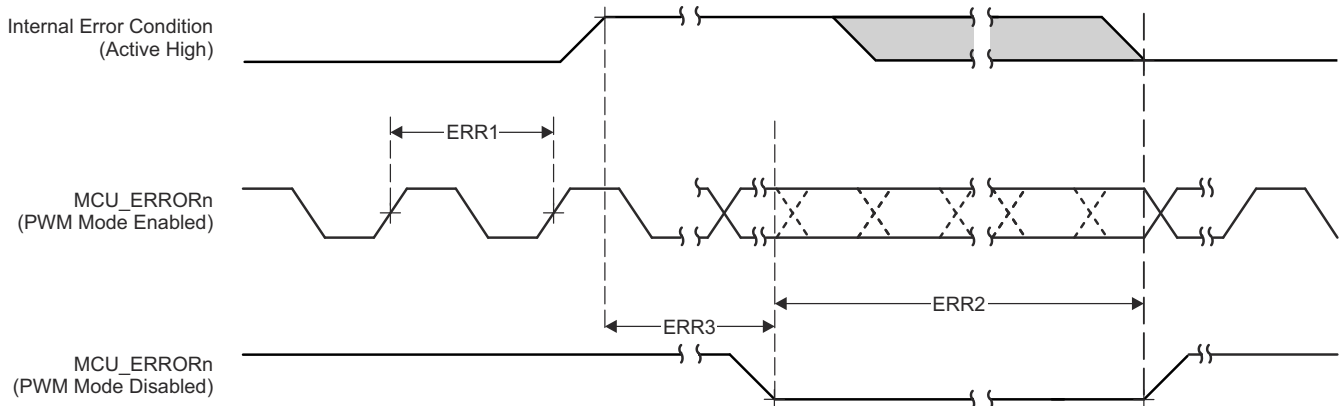 Internal Error Condition
(Active High)
ERR1
MCU_ERRORn
(PWM Mode Enabled)
ERR2
ERR3
MCU_ERRORn
(PWM Mode Disabled)